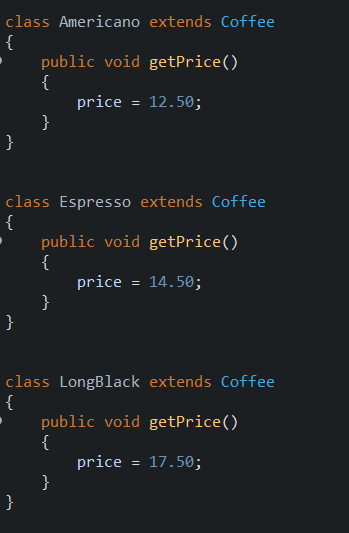 class Americano extends Coffee
{
    public void getPrice()
    {
        price = 12.50;
    }
}
class Espresso extends Coffee
{
    public void getPrice()
    {
        price = 14.50;
    }
}
class LongBlack extends Coffee
{
    public void getPrice()
    {
        price = 17.50;
    }
}